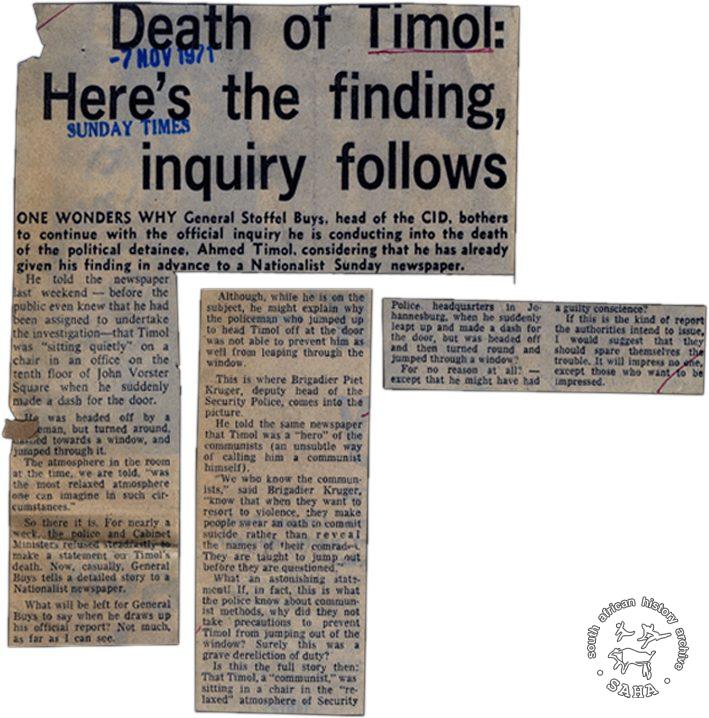 Death of Timol:
-7 NOV 1971
Here's the finding,
SUNDAY TIMES
inquiry follows
ONE WONDERS WHY General Stoffel Buys, head of the CID, bothers
to continue with the official inquiry he is conducting into the death
of the political detainee, Ahmed Timol, considering that he has already
given his finding in advance to a Nationalist Sunday newspaper.
He told the newspaper
last weekend — before the
public even knew that he had
been assigned to undertake
the investigation—that Timol
was "sitting quietly" on a
chair in an office on the
tenth floor of John Vorster
Square when he suddenly
made a dash for the door.
He was headed off by a
eman, but turned around,
towards a window, and
jumped through it.
The atmosphere in the room
at the time, we are told, "was
the most relaxed atmosphere
one can imagine in such cir-
cumstances."
So there it is. For nearly a
week, the police and Cabinet
Ministers refused steadfastly to
make a statement on Timol's
death. Now, casually, General
Buys tells a detailed story to a
Nationalist newspaper.
What will be left for General
Buys to say when he draws up
his official report? Not much,
as far as I can see.
Although, while he is on the
subject, he might explain why
the policeman who jumped up
to head Timol off at the door
was not able to prevent him as
well from leaping through the
window.
This is where Brigadier Piet
Kruger, deputy head of the
Security Police, comes into the
picture.
He told the same newspaper
that Timol was a "hero" of the
communists (an unsubtle way
of calling him a communist
himself).
"We who know the commun-
ists," said Brigadier Kruger,
"know that when they want to
resort to violence, they make
people swear an oath to commit
suicide rather than reveal
the names of their comrades.
They are taught to jump out
before they are questioned."
What an astonishing state-
ment! If, in fact, this is what
the police know about commun-
ist methods, why did they not
take precautions to prevent
Timol from jumping out of the
window? Surely this was a
grave dereliction of duty?
Is this the full story then:
That Timol, a "communist," was
sitting in a chair in the "re-
laxed" atmosphere of Security
Police headquarters in Jo-
hannesburg, when he suddenly
leapt up and made a dash for
the door, but was headed off
and then turned round and
jumped through a window?
For no reason at all? —
except that he might have had
a guilty conscience?
If this is the kind of report
the authorities intend to issue,
I would suggest that they
should spare themselves the
trouble. It will impress no one,
except those who want to be
impressed.
south african history archive
SAHA